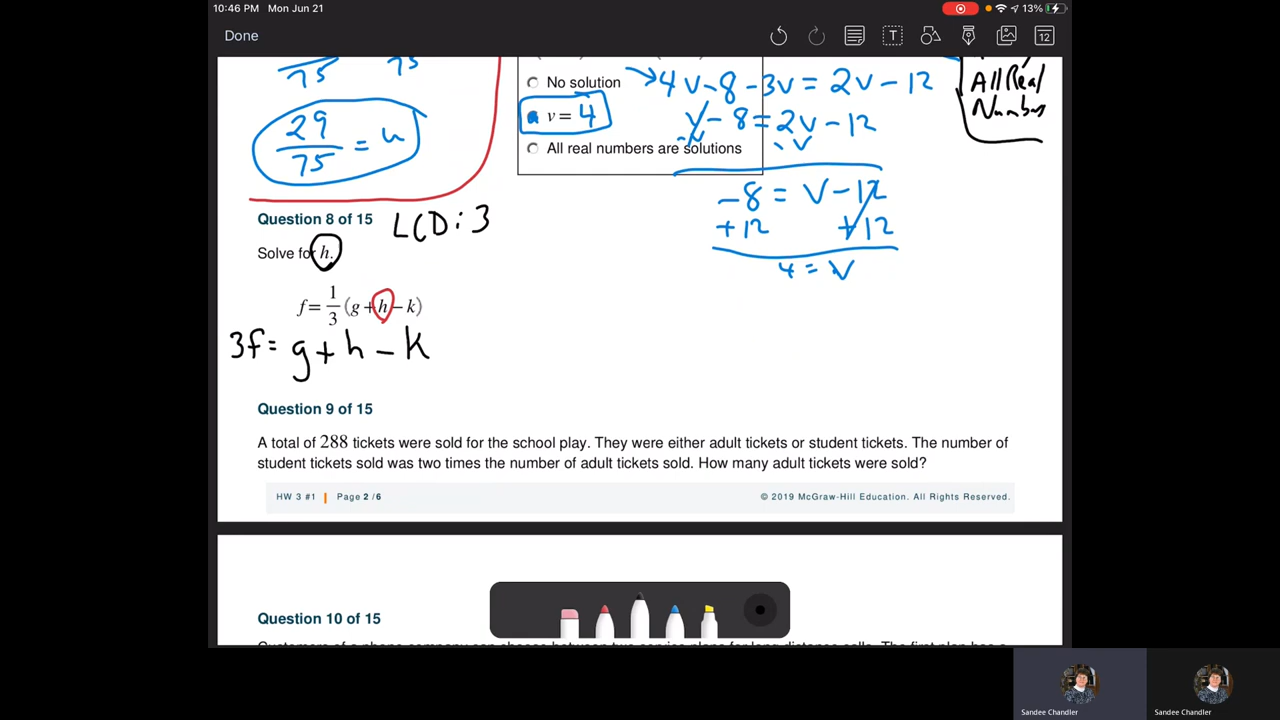 10:46 PM Mon Jun 21
13%
Done
T
12
75 75
29
75 = u
No solution
v = 4
All real numbers are solutions
4v - 8 - 3v = 2v - 12
v - 8 = 2v - 12
-v -v
-8 = v - 12
+12 +12
4 = v
All Real
Numbers
Question 8 of 15
LCD: 3
Solve for h.
f = 1/3 (g + h - k)
3f = g + h - k
Question 9 of 15
A total of 288 tickets were sold for the school play. They were either adult tickets or student tickets. The number of
student tickets sold was two times the number of adult tickets sold. How many adult tickets were sold?
HW 3 #1 | Page 2 /6
© 2019 McGraw-Hill Education. All Rights Reserved.
Question 10 of 15
Sandee Chandler
Sandee Chandler